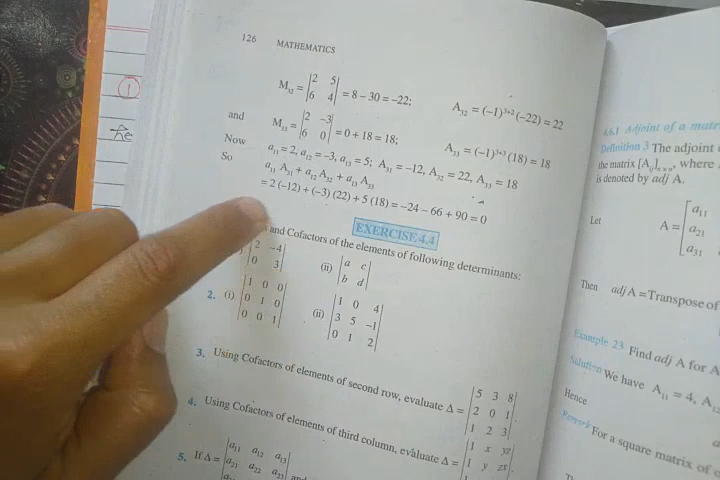 126 MATHEMATICS
M₃₂ = |2 5; 6 4| = 8 – 30 = –22; A₃₂ = (–1)³⁺² (–22) = 22
and M₃₃ = |2 –3; 6 0| = 0 + 18 = 18; A₃₃ = (–1)³⁺³ (18) = 18
Now a₁₁ = 2, a₁₂ = –3, a₁₃ = 5; A₃₁ = –12, A₃₂ = 22, A₃₃ = 18
So a₁₁ A₃₁ + a₁₂ A₃₂ + a₁₃ A₃₃
= 2 (–12) + (–3) (22) + 5 (18) = –24 – 66 + 90 = 0
EXERCISE 4.4
and Cofactors of the elements of following determinants:
|2 –4; 0 3| (ii) |a c; b d|
2. (i) |1 0 0; 0 1 0; 0 0 1| (ii) |1 0 4; 3 5 –1; 0 1 2|
3. Using Cofactors of elements of second row, evaluate Δ = |5 3 8; 2 0 1; 1 2 3|.
4. Using Cofactors of elements of third column, evaluate Δ = |1 x yz; 1 y zx
5. If Δ = |a₁₁ a₁₂ a₁₃; a₂₁ a₂₂ a₂₃ and
4.6.1 Adjoint of a
Definition 3 The adjoint
the matrix [Aᵢⱼ]ₙ ₓ ₙ, where
is denoted by adj A.
Let A = [a₁₁ a₂₁ a₃₁
Then adj A = Transpose of
Example 23 Find adj A for A
Solution We have A₁₁ = 4, A₁₂
Hence
Remark For a square matrix of
1